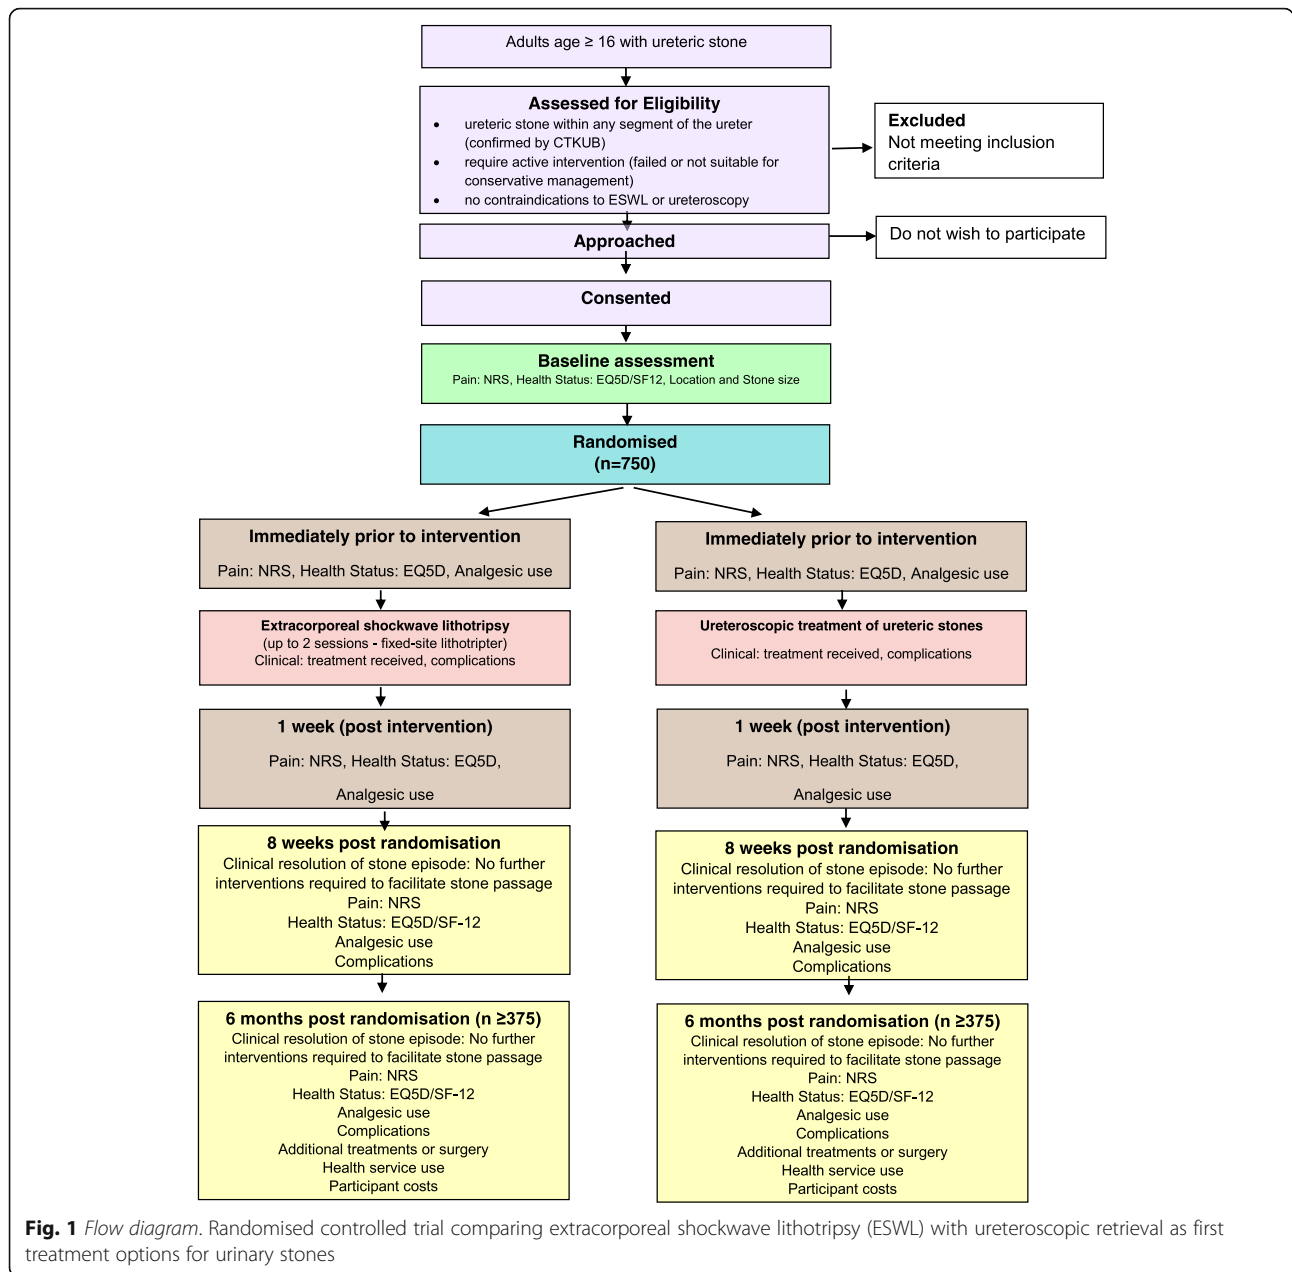 Adults age ≥ 16 with ureteric stone
Assessed for Eligibility
• ureteric stone within any segment of the ureter
(confirmed by CTKUB)
• require active intervention (failed or not suitable for
conservative management)
• no contraindications to ESWL or ureteroscopy
Excluded
Not meeting inclusion
criteria
Approached
Do not wish to participate
Consented
Baseline assessment
Pain: NRS, Health Status: EQ5D/SF12, Location and Stone size
Randomised
(n=750)
Immediately prior to intervention
Pain: NRS, Health Status: EQ5D, Analgesic use
Extracorporeal shockwave lithotripsy
(up to 2 sessions - fixed-site lithotripter)
Clinical: treatment received, complications
1 week (post intervention)
Pain: NRS, Health Status: EQ5D,
Analgesic use
8 weeks post randomisation
Clinical resolution of stone episode: No further
interventions required to facilitate stone passage
Pain: NRS
Health Status: EQ5D/SF-12
Analgesic use
Complications
6 months post randomisation (n ≥375)
Clinical resolution of stone episode: No further
interventions required to facilitate stone passage
Pain: NRS
Health Status: EQ5D/SF-12
Analgesic use
Complications
Additional treatments or surgery
Health service use
Participant costs
Immediately prior to intervention
Pain: NRS, Health Status: EQ5D, Analgesic use
Ureteroscopic treatment of ureteric stones
Clinical: treatment received, complications
1 week (post intervention)
Pain: NRS, Health Status: EQ5D,
Analgesic use
8 weeks post randomisation
Clinical resolution of stone episode: No further
interventions required to facilitate stone passage
Pain: NRS
Health Status: EQ5D/SF-12
Analgesic use
Complications
6 months post randomisation (n ≥375)
Clinical resolution of stone episode: No further
interventions required to facilitate stone passage
Pain: NRS
Health Status: EQ5D/SF-12
Analgesic use
Complications
Additional treatments or surgery
Health service use
Participant costs
Fig. 1 Flow diagram. Randomised controlled trial comparing extracorporeal shockwave lithotripsy (ESWL) with ureteroscopic retrieval as first
treatment options for urinary stones